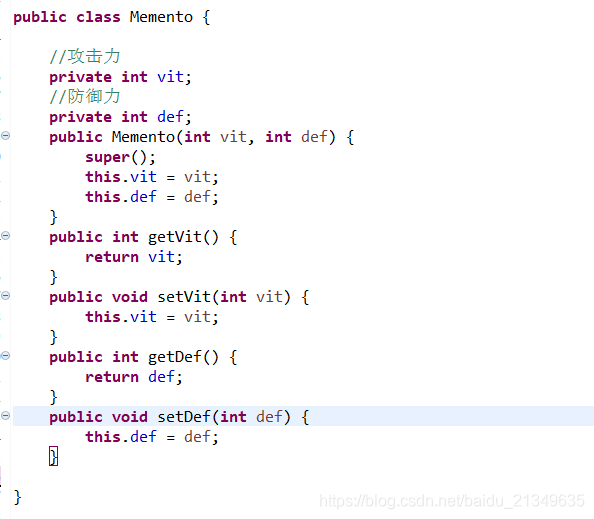 public class Memento {
//攻击力
private int vit;
//防御力
private int def;
public Memento(int vit, int def) {
super();
this.vit = vit;
this.def = def;
}
public int getVit() {
return vit;
}
public void setVit(int vit) {
this.vit = vit;
}
public int getDef() {
return def;
}
public void setDef(int def) {
this.def = def;
}
}
https://blog.csdn.net/baidu_21349635